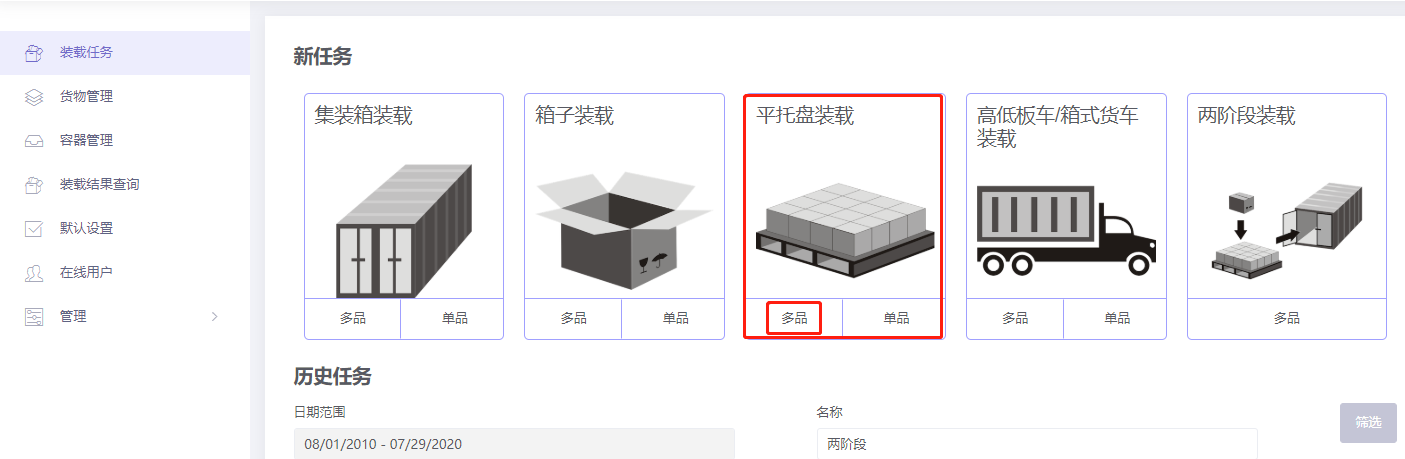 装载任务
货物管理
容器管理
装载结果查询
默认设置
在线用户
管理
新任务
集装箱装载
多品
单品
箱子装载
多品
单品
平托盘装载
多品
单品
高低板车/箱式货车
装载
多品
单品
两阶段装载
多品
历史任务
日期范围
08/01/2010 - 07/29/2020
名称
两阶段
筛选